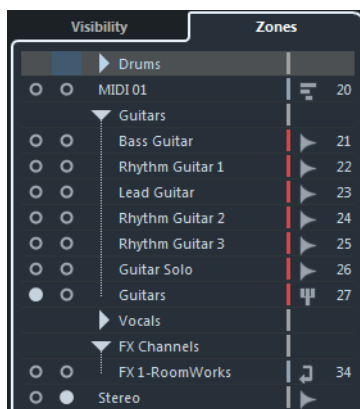 Visibility Zones
Drums
MIDI 01 20
Guitars
Bass Guitar 21
Rhythm Guitar 1 22
Lead Guitar 23
Rhythm Guitar 2 24
Rhythm Guitar 3 25
Guitar Solo 26
Guitars 27
Vocals
FX Channels
FX 1-RoomWorks 34
Stereo